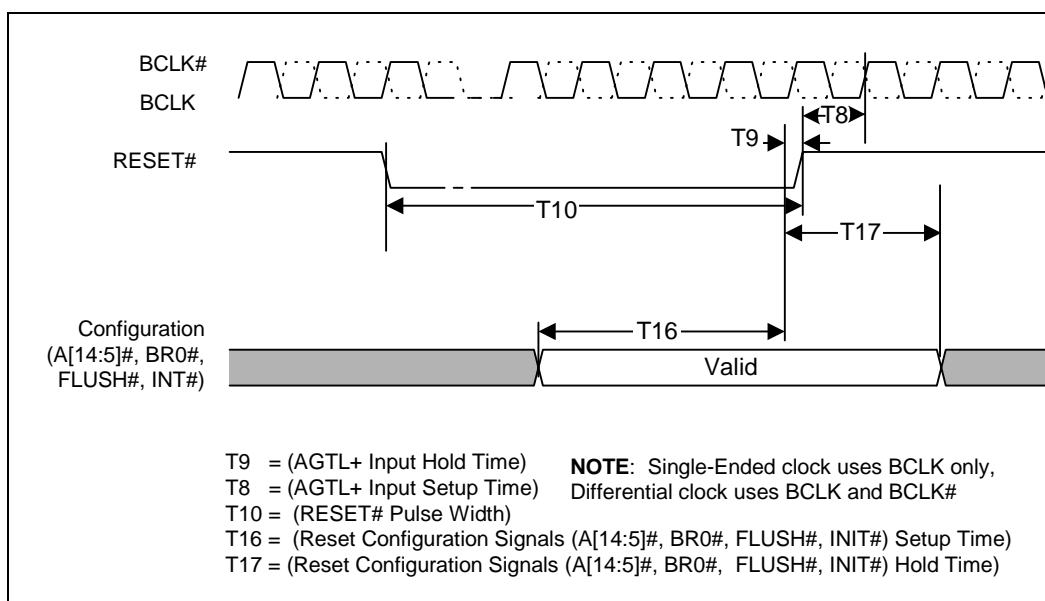 BCLK#
BCLK
T8
T9
RESET#
T10
T17
T16
Configuration
(A[14:5]#, BR0#,
FLUSH#, INT#)
Valid
T9 = (AGTL+ Input Hold Time)
T8 = (AGTL+ Input Setup Time)
T10 = (RESET# Pulse Width)
T16 = (Reset Configuration Signals (A[14:5]#, BR0#, FLUSH#, INIT#) Setup Time)
T17 = (Reset Configuration Signals (A[14:5]#, BR0#, FLUSH#, INIT#) Hold Time)
NOTE: Single-Ended clock uses BCLK only,
Differential clock uses BCLK and BCLK#